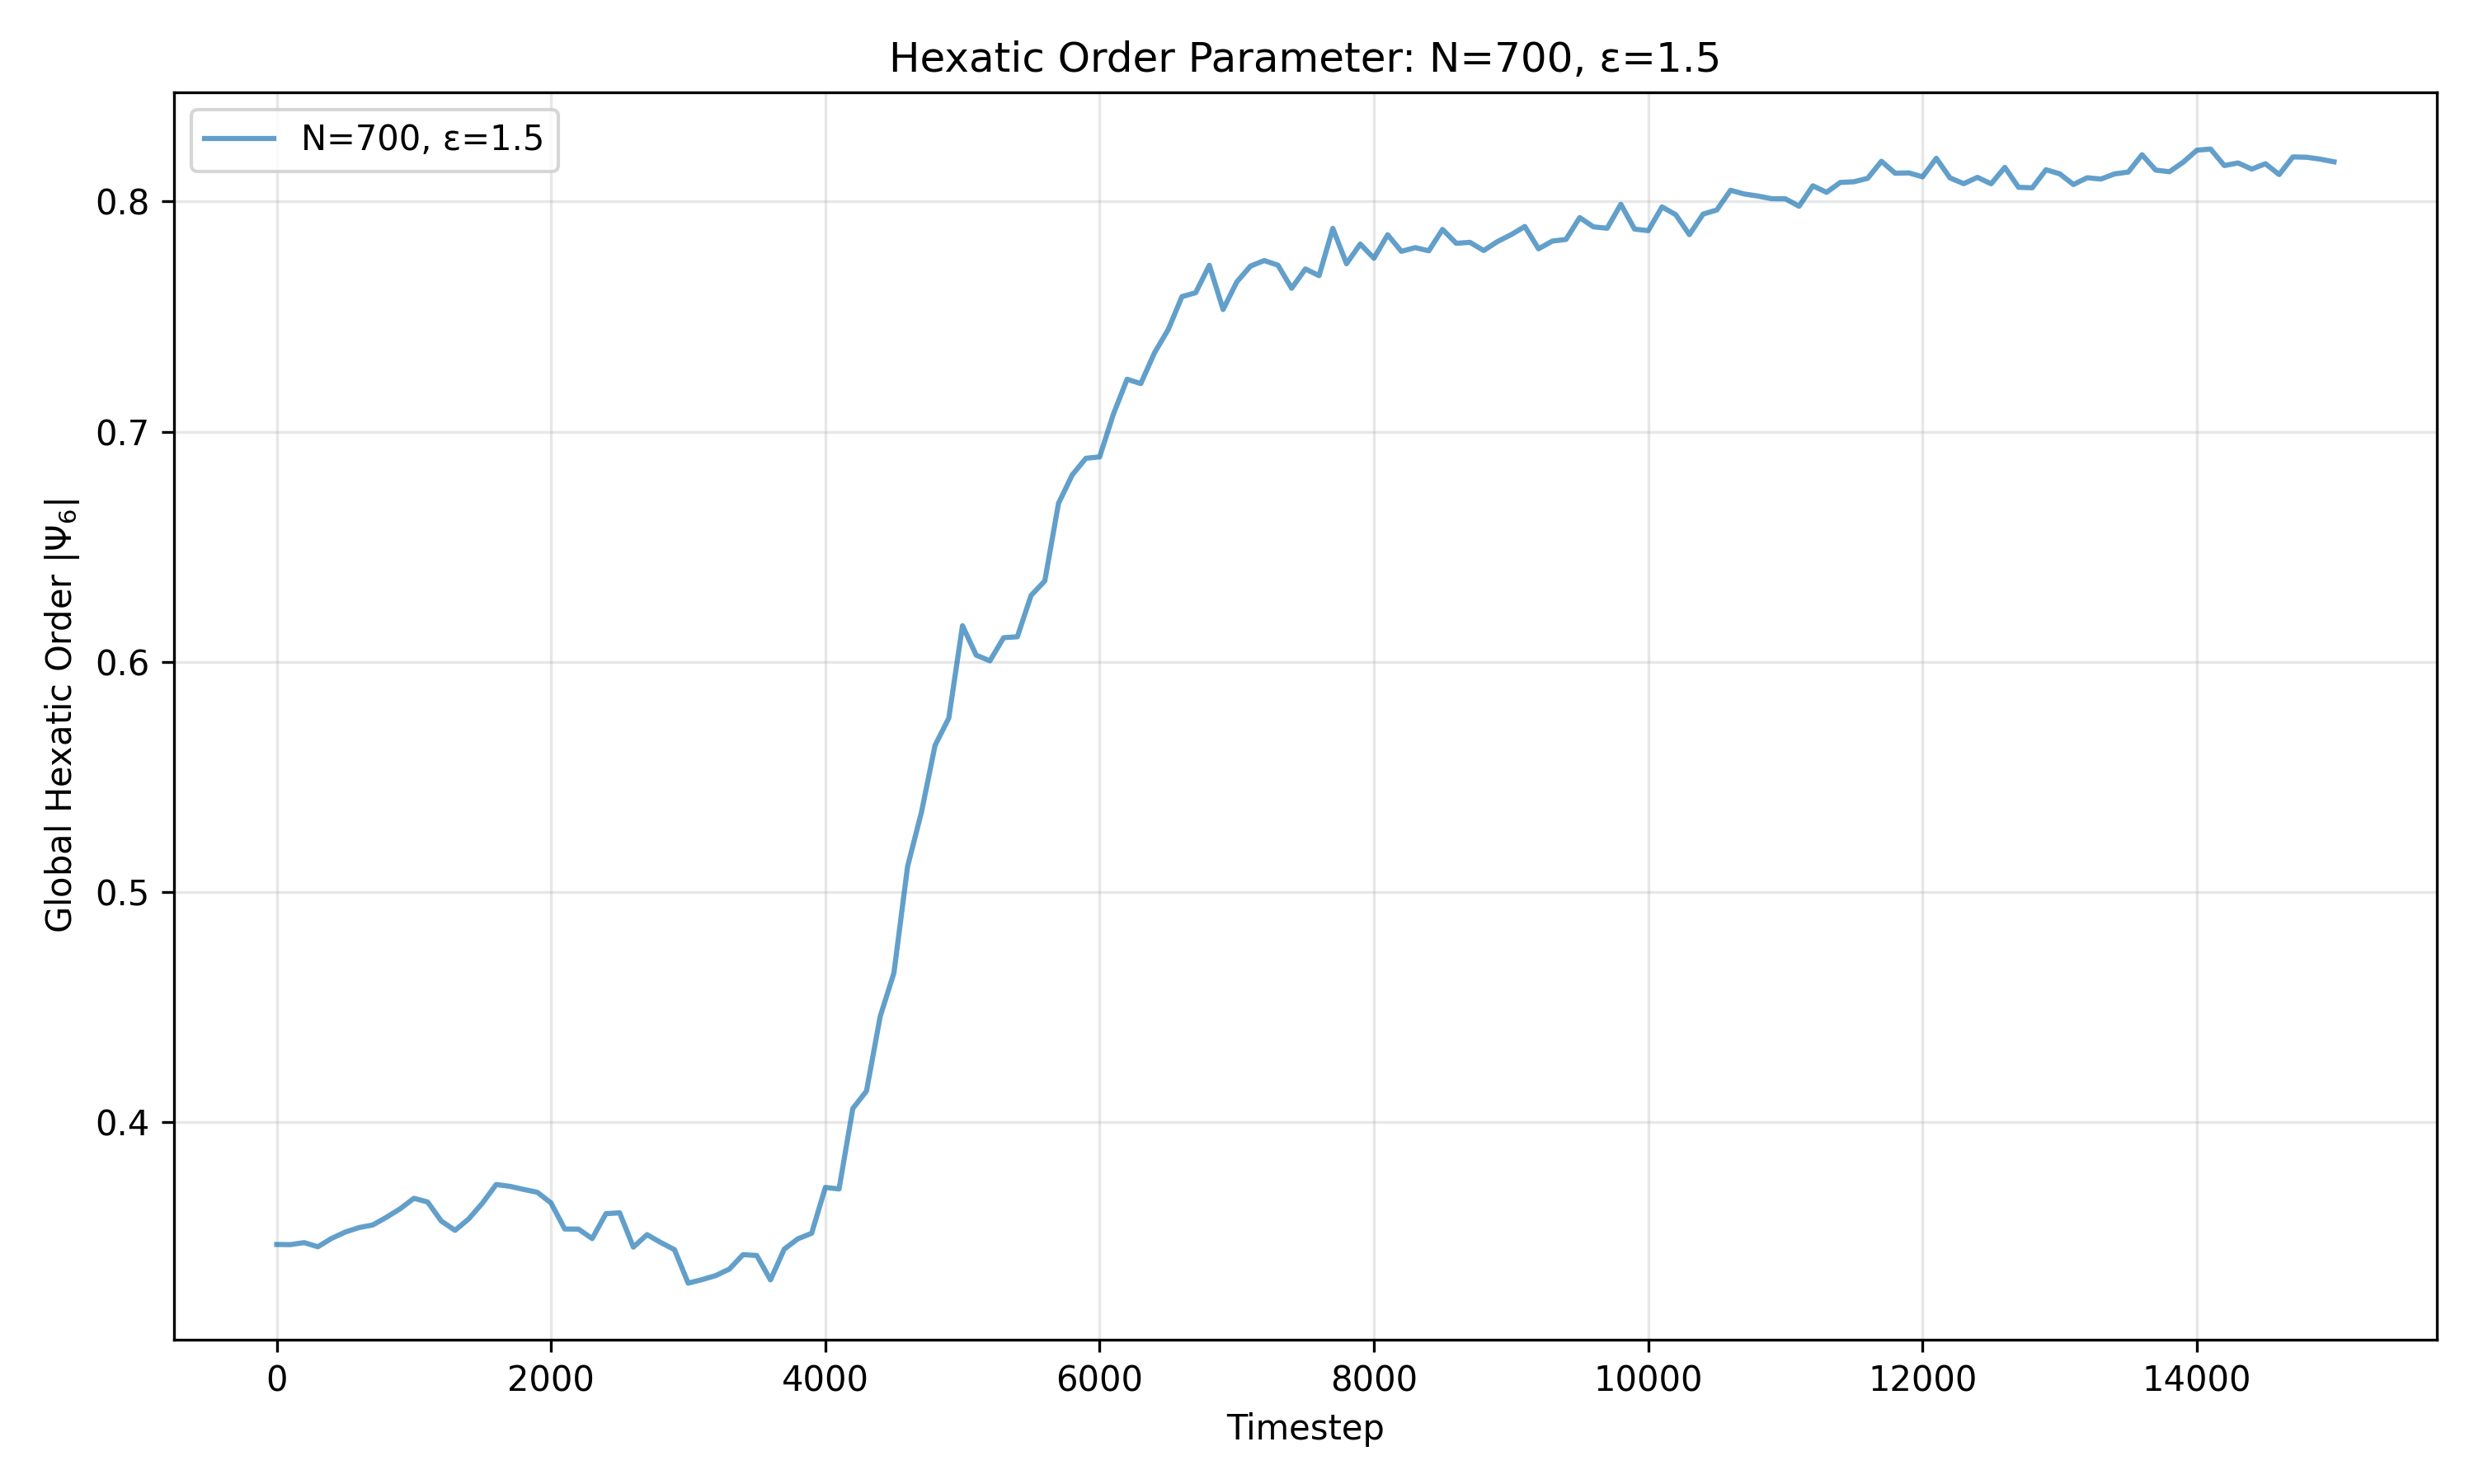 Hexatic Order Parameter: N=700, ε=1.5
N=700, ε=1.5
Global Hexatic Order |Ψ₆|
0.8
0.7
0.6
0.5
0.4
0 2000 4000 6000 8000 10000 12000 14000
Timestep